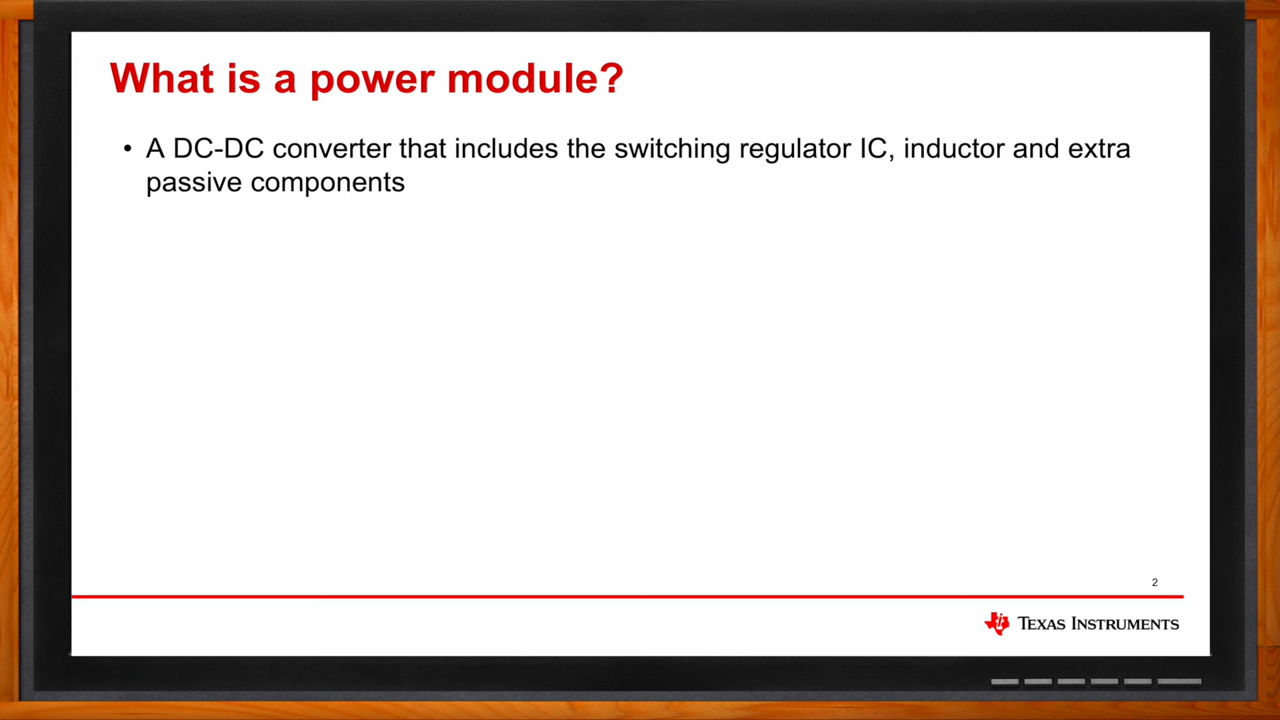 What is a power module?
• A DC-DC converter that includes the switching regulator IC, inductor and extra
passive components
2
TEXAS INSTRUMENTS